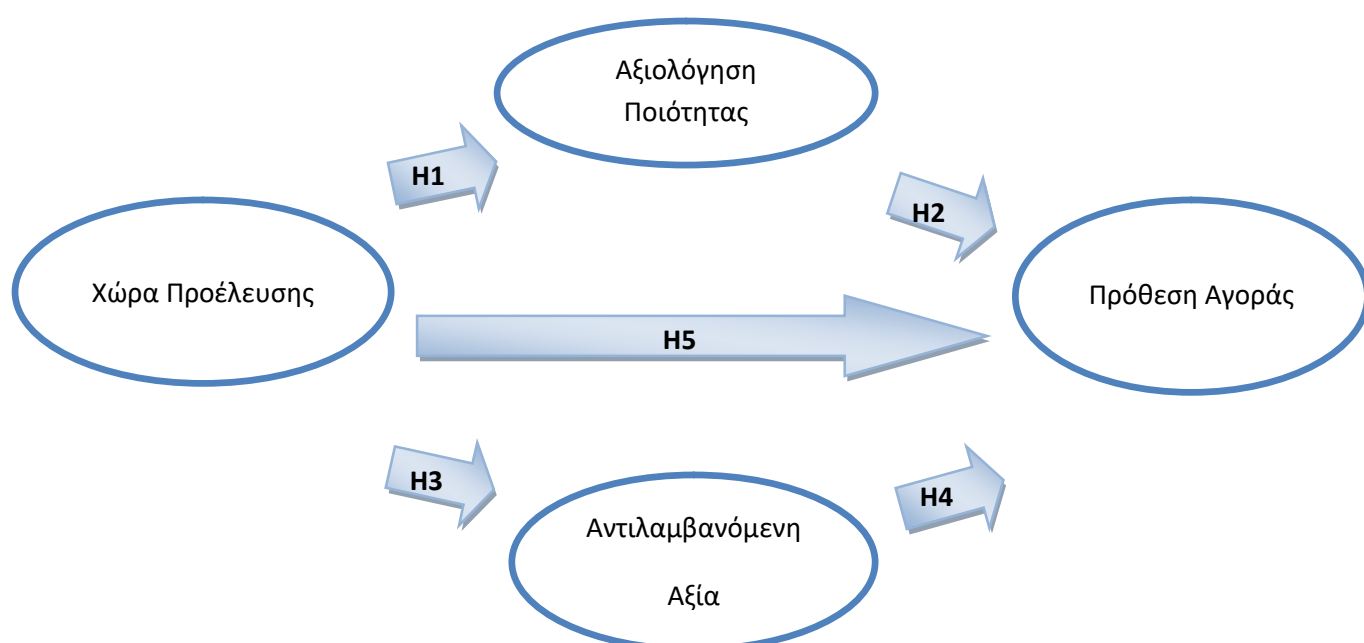 Αξιολόγηση
Ποιότητας
H1
H2
Χώρα Προέλευσης
Πρόθεση Αγοράς
H5
H3
H4
Αντιλαμβανόμενη
Αξία